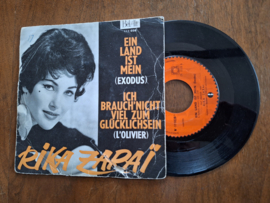 EIN
LAND
IST
MEIN
(EXODUS)
ICH
BRAUCH'NICHT
VIEL ZUM
GLÜCKLICHSEIN
(L'OLIVIER)
RIKA ZARAÏ